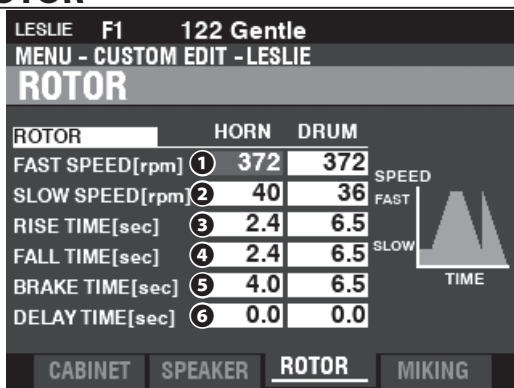 LESLIE F1 122 Gentle
MENU - CUSTOM EDIT - LESLIE
ROTOR
ROTOR HORN DRUM
FAST SPEED[rpm] 1 372 372
SLOW SPEED[rpm] 2 40 36
RISE TIME[sec] 3 2.4 6.5
FALL TIME[sec] 4 2.4 6.5
BRAKE TIME[sec] 5 4.0 6.5
DELAY TIME[sec] 6 0.0 0.0
SPEED
FAST
SLOW
TIME
CABINET SPEAKER ROTOR MIKING